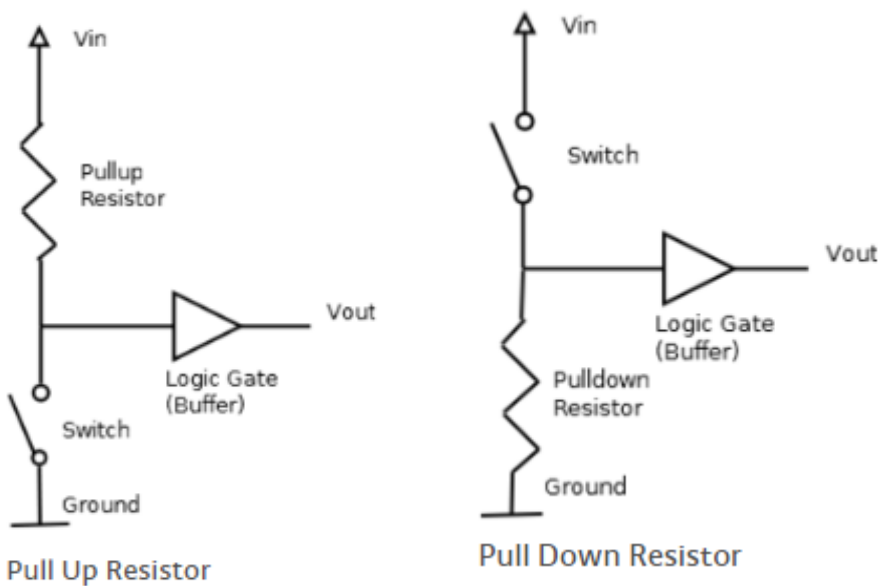 Vin
Pullup
Resistor
Vout
Logic Gate
(Buffer)
Switch
Ground
Pull Up Resistor
Vin
Switch
Vout
Logic Gate
(Buffer)
Pulldown
Resistor
Ground
Pull Down Resistor